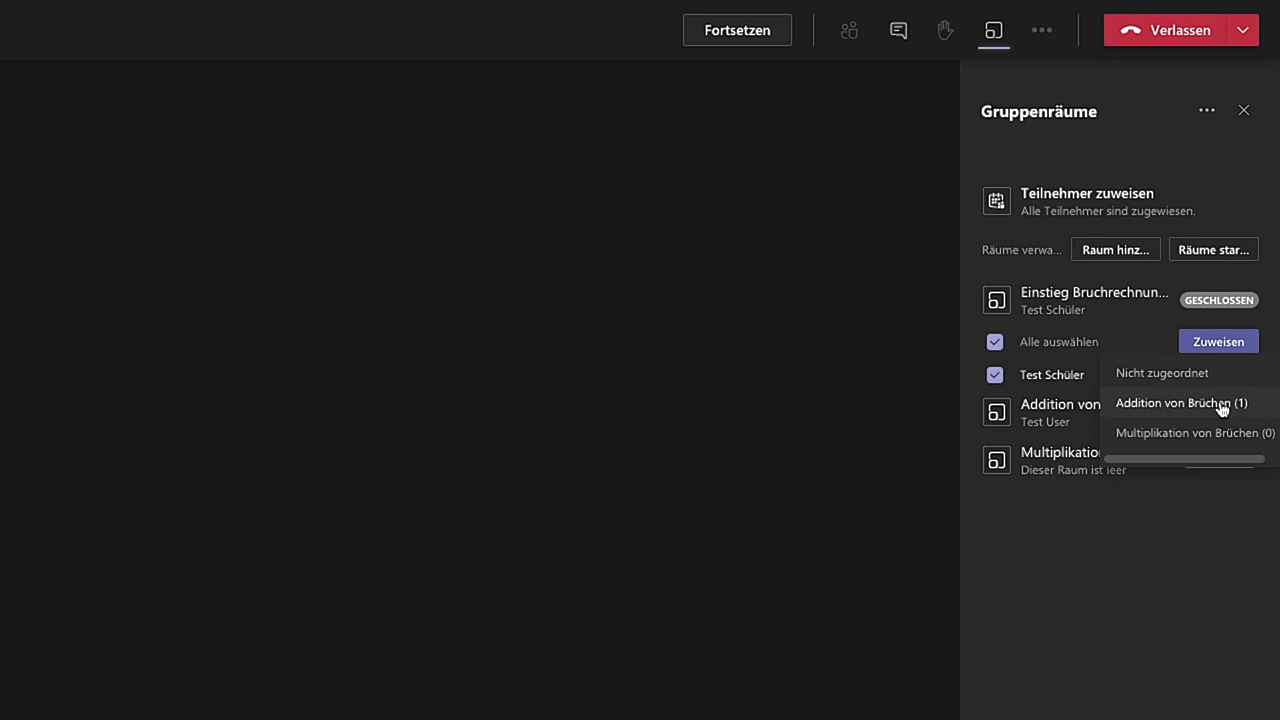 Fortsetzen
Verlassen
Gruppenräume
Teilnehmer zuweisen
Alle Teilnehmer sind zugewiesen.
Räume verwa... Raum hinz... Räume star...
Einstieg Bruchrechnun... GESCHLOSSEN
Test Schüler
Alle auswählen Zuweisen
Test Schüler
Nicht zugeordnet
Addition von Brüchen (1)
Multiplikation von Brüchen (0)
Addition von
Test User
Multiplikatio
Dieser Raum ist leer